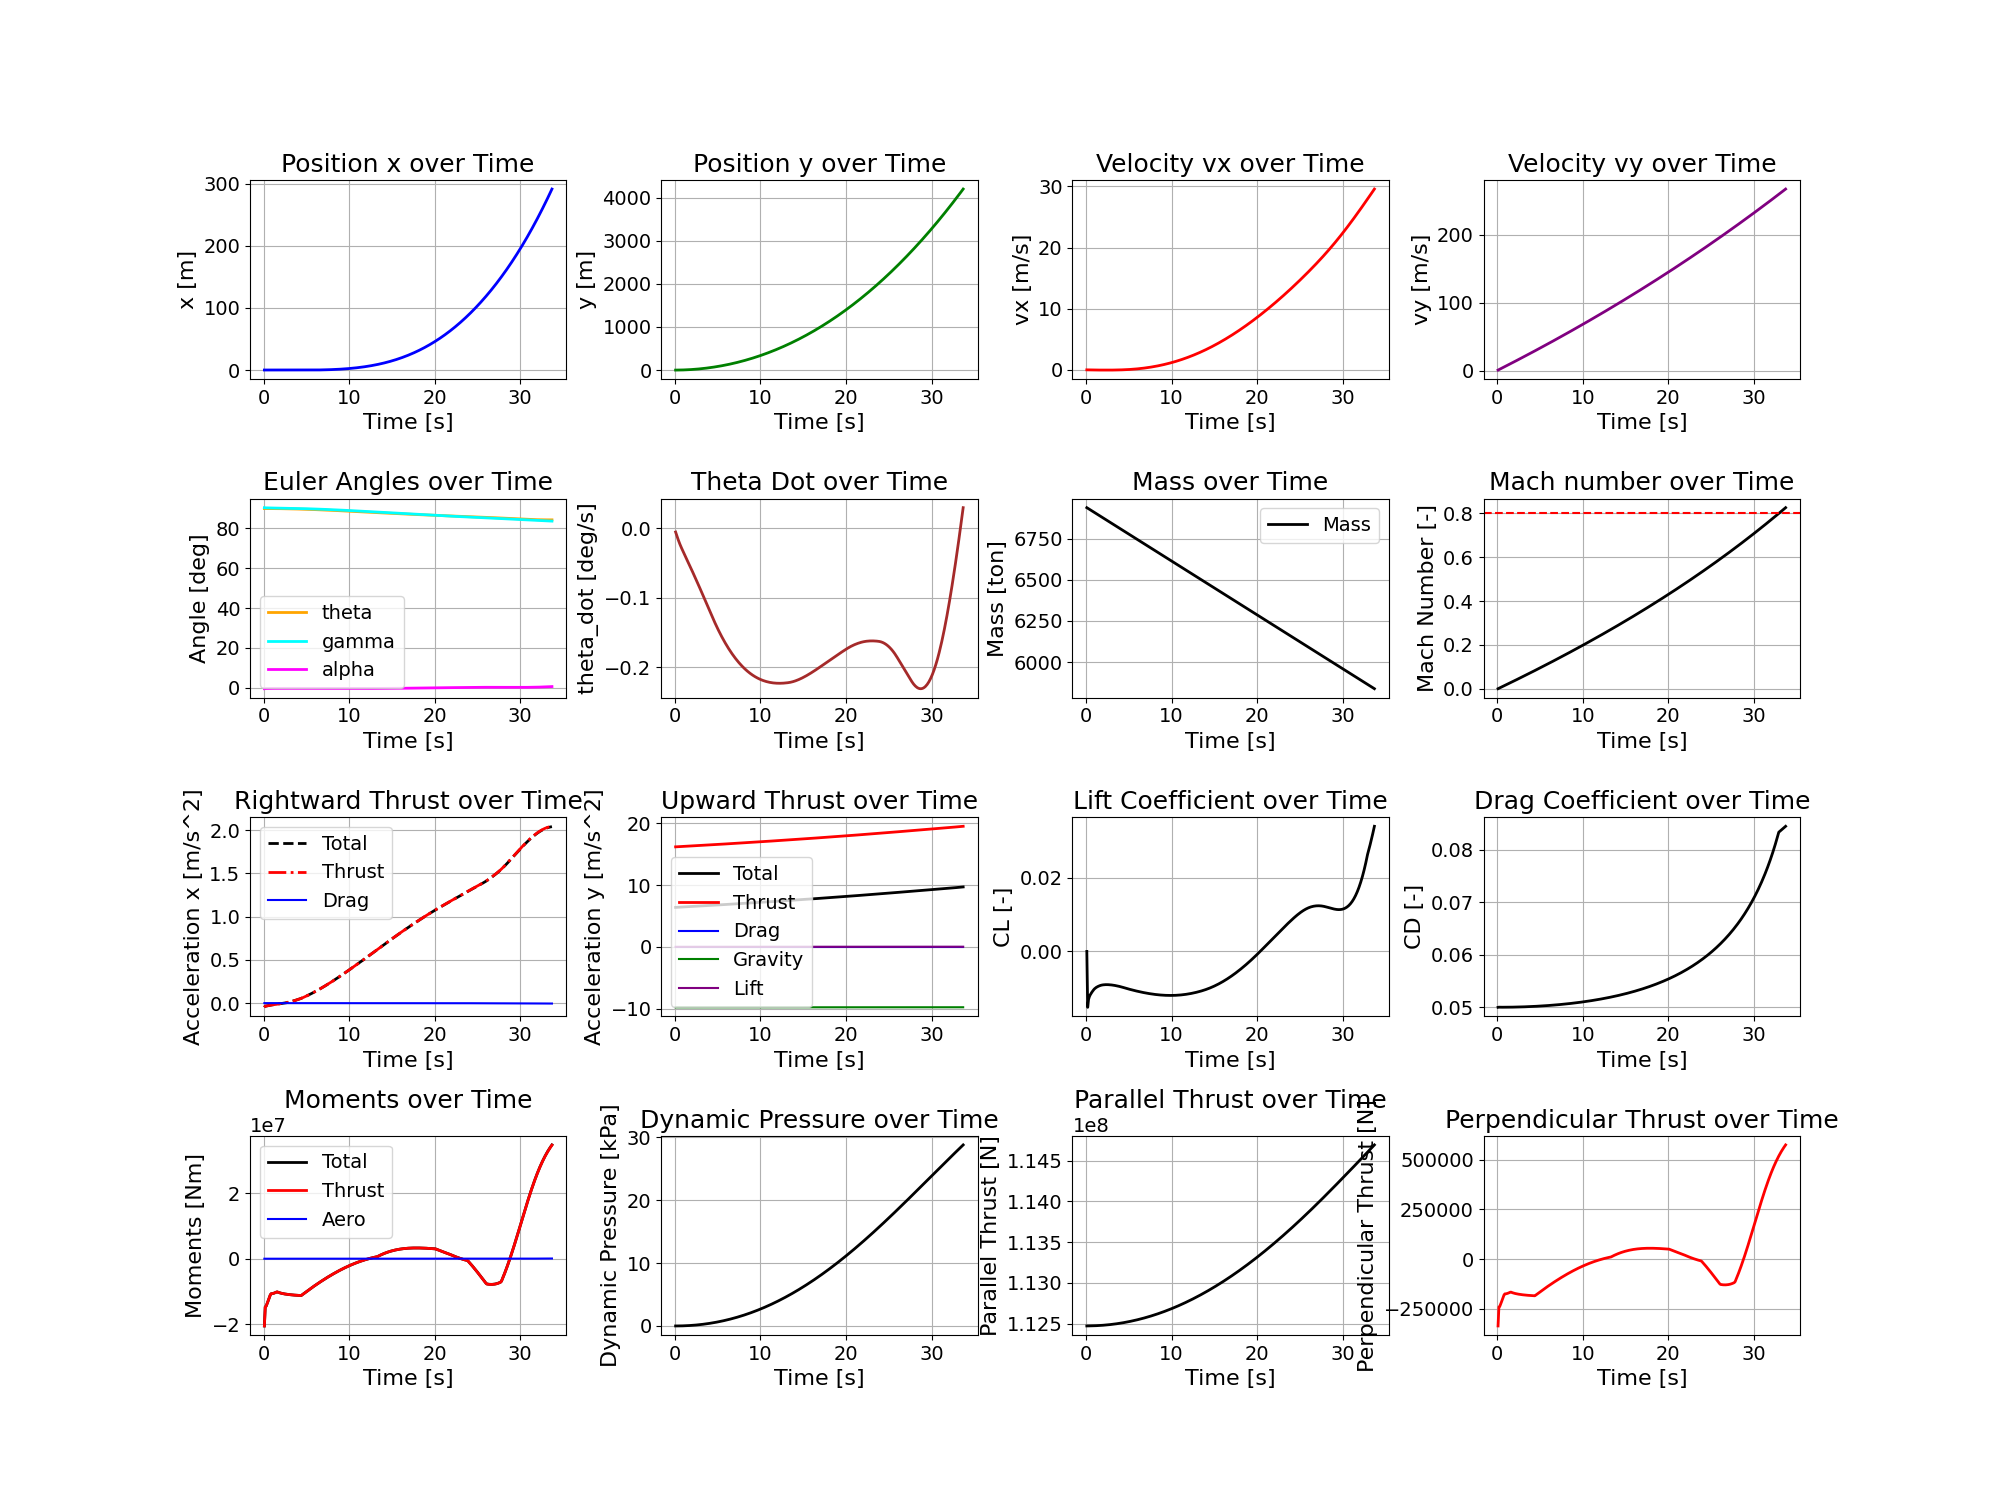 Position x over Time
x [m]
300
200
100
0
0 10 20 30
Time [s]
Position y over Time
y [m]
4000
3000
2000
1000
0
0 10 20 30
Time [s]
Velocity vx over Time
vx [m/s]
30
20
10
0
0 10 20 30
Time [s]
Velocity vy over Time
vy [m/s]
200
100
0
0 10 20 30
Time [s]
Euler Angles over Time
Angle [deg]
80
60
40
20
0
theta
gamma
alpha
0 10 20 30
Time [s]
Theta Dot over Time
theta_dot [deg/s]
0.0
−0.1
−0.2
0 10 20 30
Time [s]
Mass over Time
Mass [ton]
6750
6500
6250
6000
Mass
0 10 20 30
Time [s]
Mach number over Time
Mach Number [-]
0.8
0.6
0.4
0.2
0.0
0 10 20 30
Time [s]
Rightward Thrust over Time
Acceleration x [m/s^2]
2.0
1.5
1.0
0.5
0.0
Total
Thrust
Drag
0 10 20 30
Time [s]
Upward Thrust over Time
Acceleration y [m/s^2]
20
10
0
−10
Total
Thrust
Drag
Gravity
Lift
0 10 20 30
Time [s]
Lift Coefficient over Time
CL [-]
0.02
0.00
0 10 20 30
Time [s]
Drag Coefficient over Time
CD [-]
0.08
0.07
0.06
0.05
0 10 20 30
Time [s]
Moments over Time
1e7
Moments [Nm]
2
0
−2
Total
Thrust
Aero
0 10 20 30
Time [s]
Dynamic Pressure over Time
Dynamic Pressure [kPa]
30
20
10
0
0 10 20 30
Time [s]
Parallel Thrust over Time
1e8
Parallel Thrust [N]
1.145
1.140
1.135
1.130
1.125
0 10 20 30
Time [s]
Perpendicular Thrust over Time
Perpendicular Thrust [N]
500000
250000
0
−250000
0 10 20 30
Time [s]